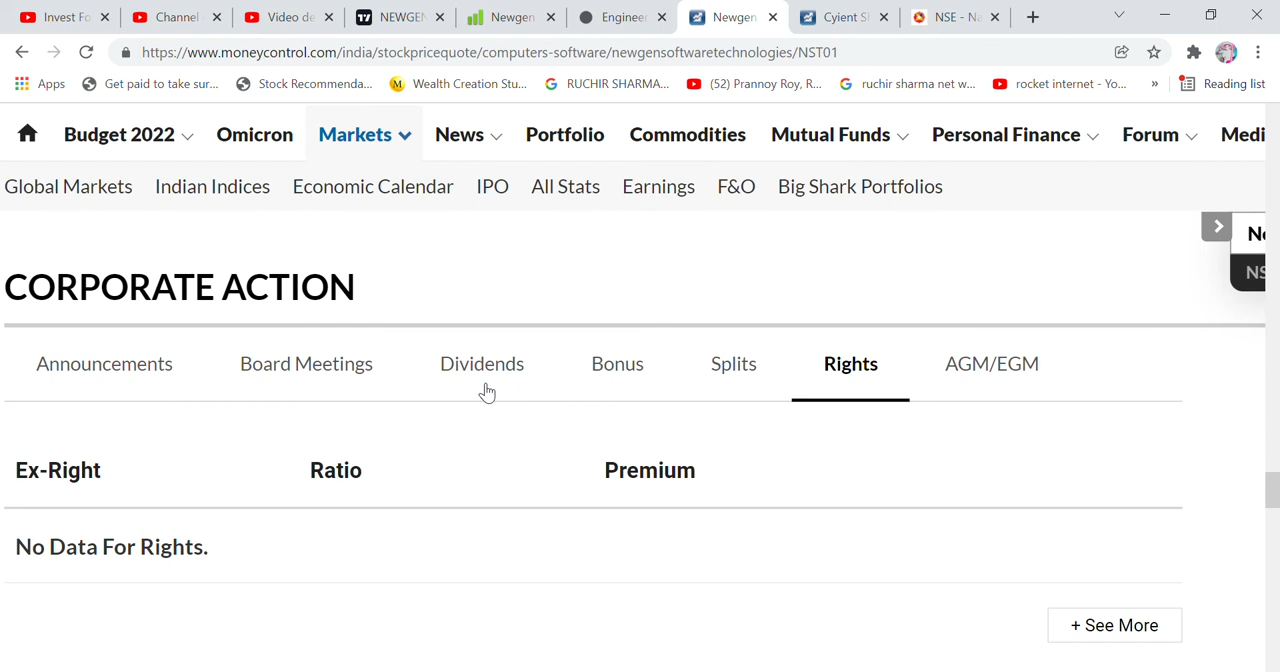 Invest Fo
Channel
Video de
NEWGEN
Newgen
Engineer
Newgen
Cyient S
NSE - Na
https://www.moneycontrol.com/india/stockpricequote/computers-software/newgensoftwaretechnologies/NST01
Apps
Get paid to take sur...
Stock Recommenda...
Wealth Creation Stu...
RUCHIR SHARMA...
(52) Prannoy Roy, R...
ruchir sharma net w...
rocket internet - Yo...
»
Reading list
Budget 2022
Omicron
Markets
News
Portfolio
Commodities
Mutual Funds
Personal Finance
Forum
Medi
Global Markets
Indian Indices
Economic Calendar
IPO
All Stats
Earnings
F&O
Big Shark Portfolios
Ne
NS
CORPORATE ACTION
Announcements
Board Meetings
Dividends
Bonus
Splits
Rights
AGM/EGM
Ex-Right
Ratio
Premium
No Data For Rights.
+ See More